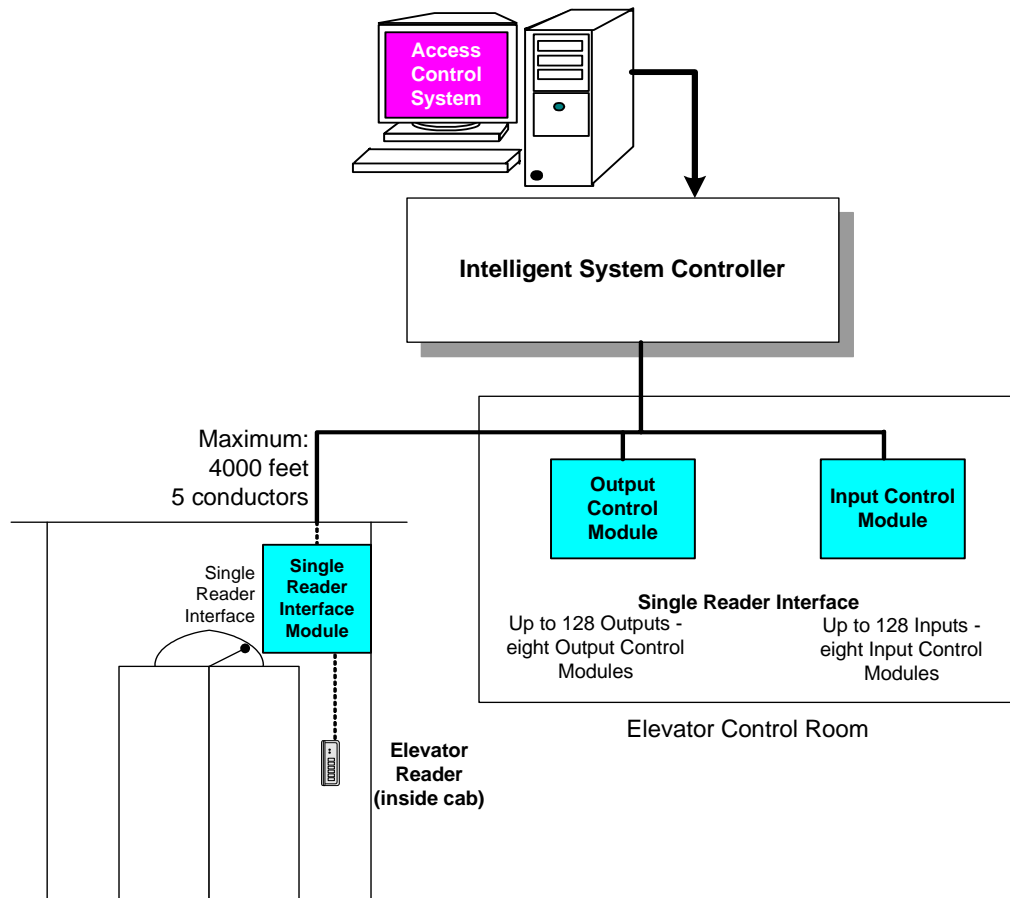 Access
Control
System
Intelligent System Controller
Maximum:
4000 feet
5 conductors
Output
Control
Module
Input Control
Module
Single
Reader
Interface
Single
Reader
Interface
Module
Single Reader Interface
Up to 128 Outputs -
eight Output Control
Modules
Up to 128 Inputs -
eight Input Control
Modules
Elevator Control Room
Elevator
Reader
(inside cab)